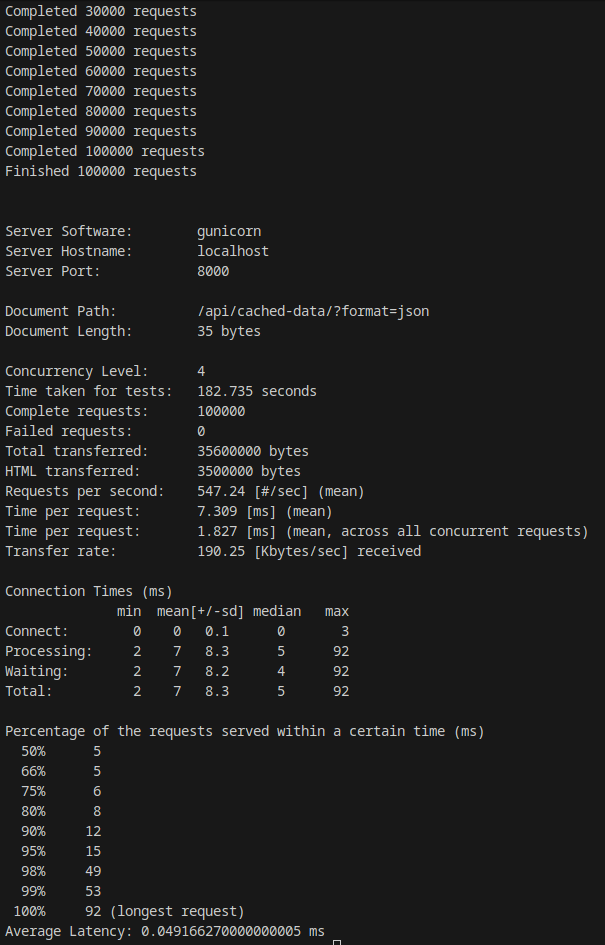 Completed 30000 requests
Completed 40000 requests
Completed 50000 requests
Completed 60000 requests
Completed 70000 requests
Completed 80000 requests
Completed 90000 requests
Completed 100000 requests
Finished 100000 requests
Server Software: gunicorn
Server Hostname: localhost
Server Port: 8000
Document Path: /api/cached-data/?format=json
Document Length: 35 bytes
Concurrency Level: 4
Time taken for tests: 182.735 seconds
Complete requests: 100000
Failed requests: 0
Total transferred: 35600000 bytes
HTML transferred: 3500000 bytes
Requests per second: 547.24 [#/sec] (mean)
Time per request: 7.309 [ms] (mean)
Time per request: 1.827 [ms] (mean, across all concurrent requests)
Transfer rate: 190.25 [Kbytes/sec] received
Connection Times (ms)
min mean[+/-sd] median max
Connect: 0 0 0.1 0 3
Processing: 2 7 8.3 5 92
Waiting: 2 7 8.2 4 92
Total: 2 7 8.3 5 92
Percentage of the requests served within a certain time (ms)
50% 5
66% 5
75% 6
80% 8
90% 12
95% 15
98% 49
99% 53
100% 92 (longest request)
Average Latency: 0.049166270000000005 ms